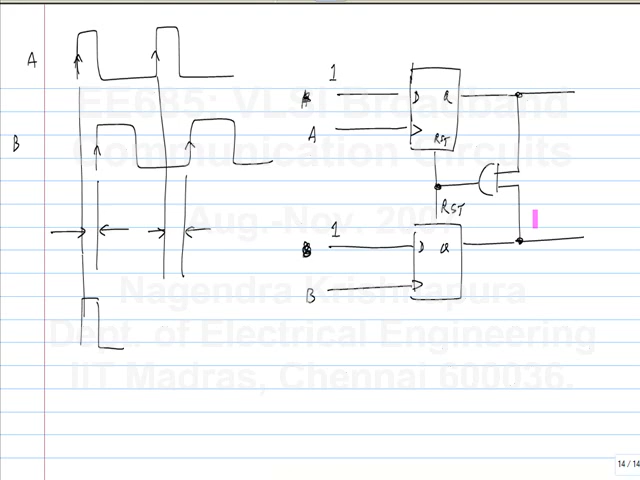 A
B
1
A
D Q
RST
RST
1
B
D Q
EE685: VLSI Broadband
Communication Circuits
Aug.-Nov. 200
Nagendra Krishnapura
Dept. of Electrical Engineering
IIT Madras, Chennai 600036.
14 / 14